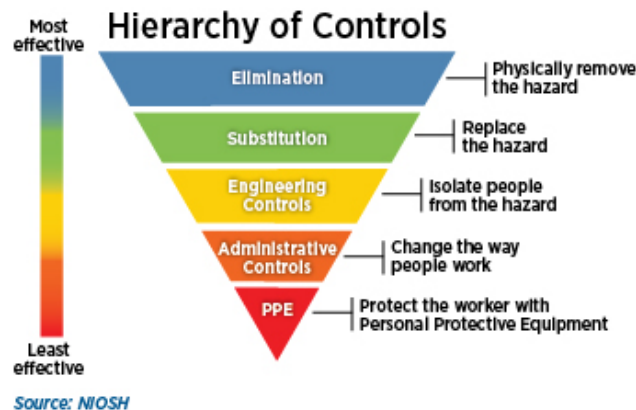 Hierarchy of Controls
Most
effective
Elimination
Physically remove
the hazard
Substitution
Replace
the hazard
Engineering
Controls
Isolate people
from the hazard
Administrative
Controls
Change the way
people work
PPE
Protect the worker with
Personal Protective Equipment
Least
effective
Source: NIOSH